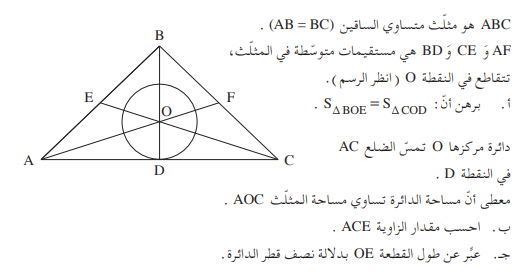 ABC هو مثلّث متساوي الساقين (AB = BC) .
AF وَ CE وَ BD هي مستقيمات متوسّطة في المثلّث،
تتقاطع في النقطة O (انظر الرسم).
أ. برهن أنّ: S△BOE = S△COD .
دائرة مركزها O تمسّ الضلع AC
في النقطة D .
معطى أنّ مساحة الدائرة تساوي مساحة المثلّث AOC .
ب. احسب مقدار الزاوية ACE .
جـ. عبِّر عن طول القطعة OE بدلالة نصف قطر الدائرة.
B
E
F
O
A
D
C